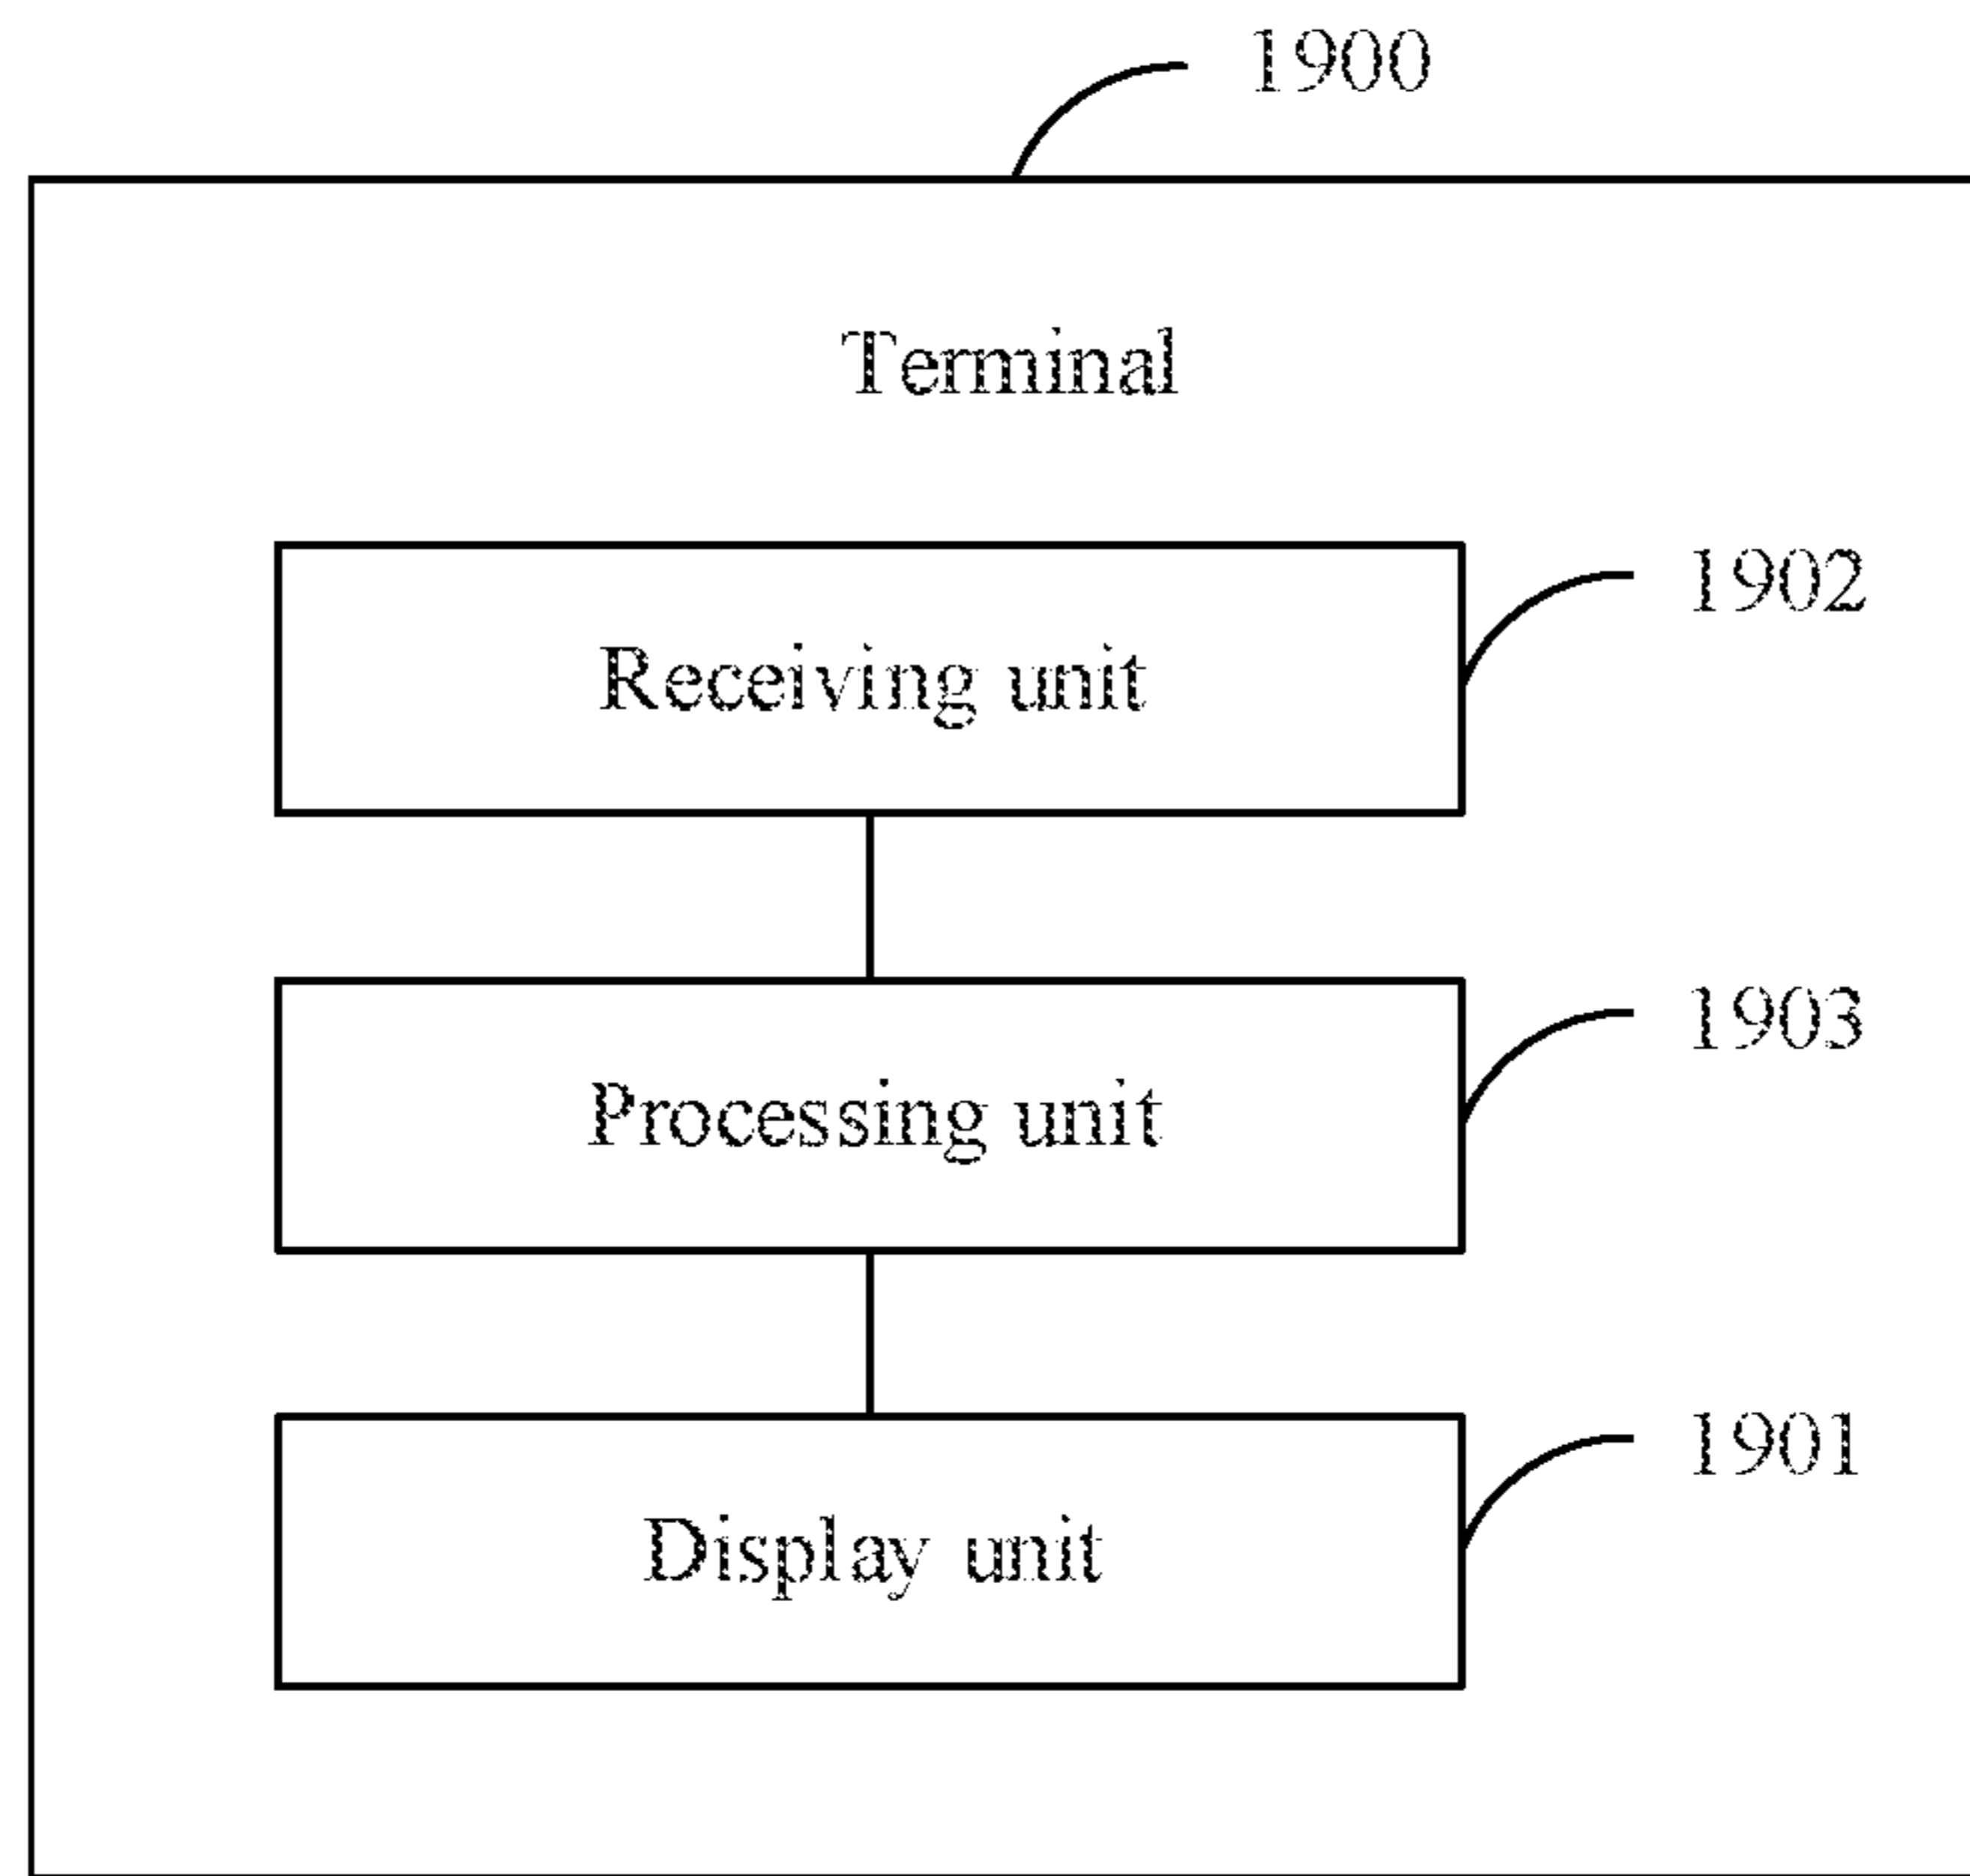 1900
Terminal
Receiving unit
1902
Processing unit
1903
Display unit
1901